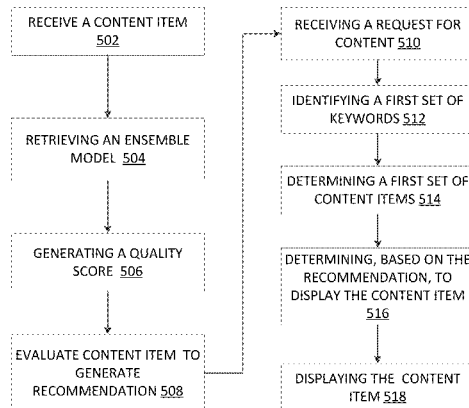 RECEIVE A CONTENT ITEM
502
RETRIEVING AN ENSEMBLE
MODEL 504
GENERATING A QUALITY
SCORE 506
EVALUATE CONTENT ITEM TO
GENERATE
RECOMMENDATION 508
RECEIVING A REQUEST FOR
CONTENT 510
IDENTIFYING A FIRST SET OF
KEYWORDS 512
DETERMINING A FIRST SET OF
CONTENT ITEMS 514
DETERMINING, BASED ON THE
RECOMMENDATION, TO
DISPLAY THE CONTENT ITEM
516
DISPLAYING THE CONTENT
ITEM 518